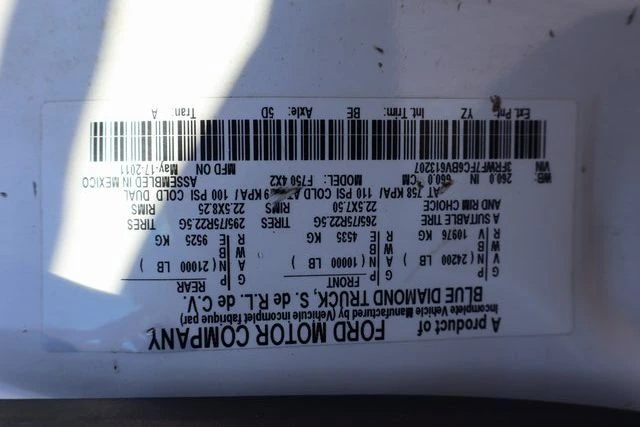 A product of FORD MOTOR COMPANY
Incomplete Vehicle Manufactured by (Vehicule incomplet fabrique par)
BLUE DIAMOND TRUCK, S. de R.L. de C.V.
G FRONT G REAR G
V P A P A
W 24200 LB ) W 10000 LB ) W 21000 LB )
R 10976 KG R 4535 KG R 9525 KG
A SUITABLE TIRE 265/75R22.5G TIRES 265/75R22.5G TIRES
AND RIM CHOICE 22.5X7.50 RIMS 22.5X8.25 RIMS
AT 758 KPA/ 110 PSI COLD AT KPA/ 100 PSI COLD DUAL
WB: 260.0 IN 660.0 CM MODEL: F750 4X2 ASSEMBLED IN MEXICO
VIN: 3FRWF7FC6BV613207 MFD ON May-17-2011
Ext Pnt: YZ Int. Trim: BE Axle: 5D Tran: A